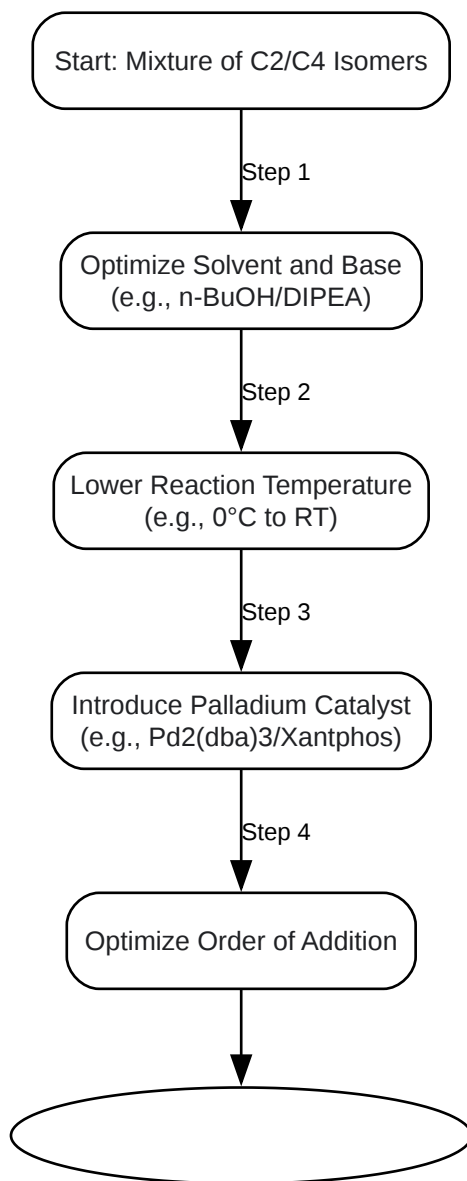 Start: Mixture of C2/C4 Isomers
Step 1
Optimize Solvent and Base
(e.g., n-BuOH/DIPEA)
Step 2
Lower Reaction Temperature
(e.g., 0°C to RT)
Step 3
Introduce Palladium Catalyst
(e.g., Pd2(dba)3/Xantphos)
Step 4
Optimize Order of Addition